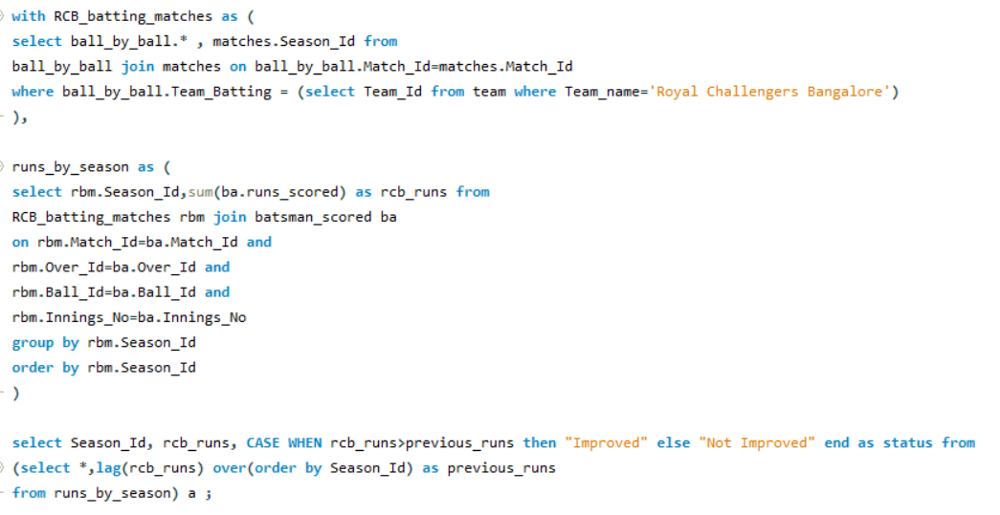 with RCB_batting_matches as (
select ball_by_ball.* , matches.Season_Id from
ball_by_ball join matches on ball_by_ball.Match_Id=matches.Match_Id
where ball_by_ball.Team_Batting = (select Team_Id from team where Team_name='Royal Challengers Bangalore')
),
runs_by_season as (
select rbm.Season_Id,sum(ba.runs_scored) as rcb_runs from
RCB_batting_matches rbm join batsman_scored ba
on rbm.Match_Id=ba.Match_Id and
rbm.Over_Id=ba.Over_Id and
rbm.Ball_Id=ba.Ball_Id and
rbm.Innings_No=ba.Innings_No
group by rbm.Season_Id
order by rbm.Season_Id
)
select Season_Id, rcb_runs, CASE WHEN rcb_runs>previous_runs then "Improved" else "Not Improved" end as status from
(select *,lag(rcb_runs) over(order by Season_Id) as previous_runs
from runs_by_season) a ;